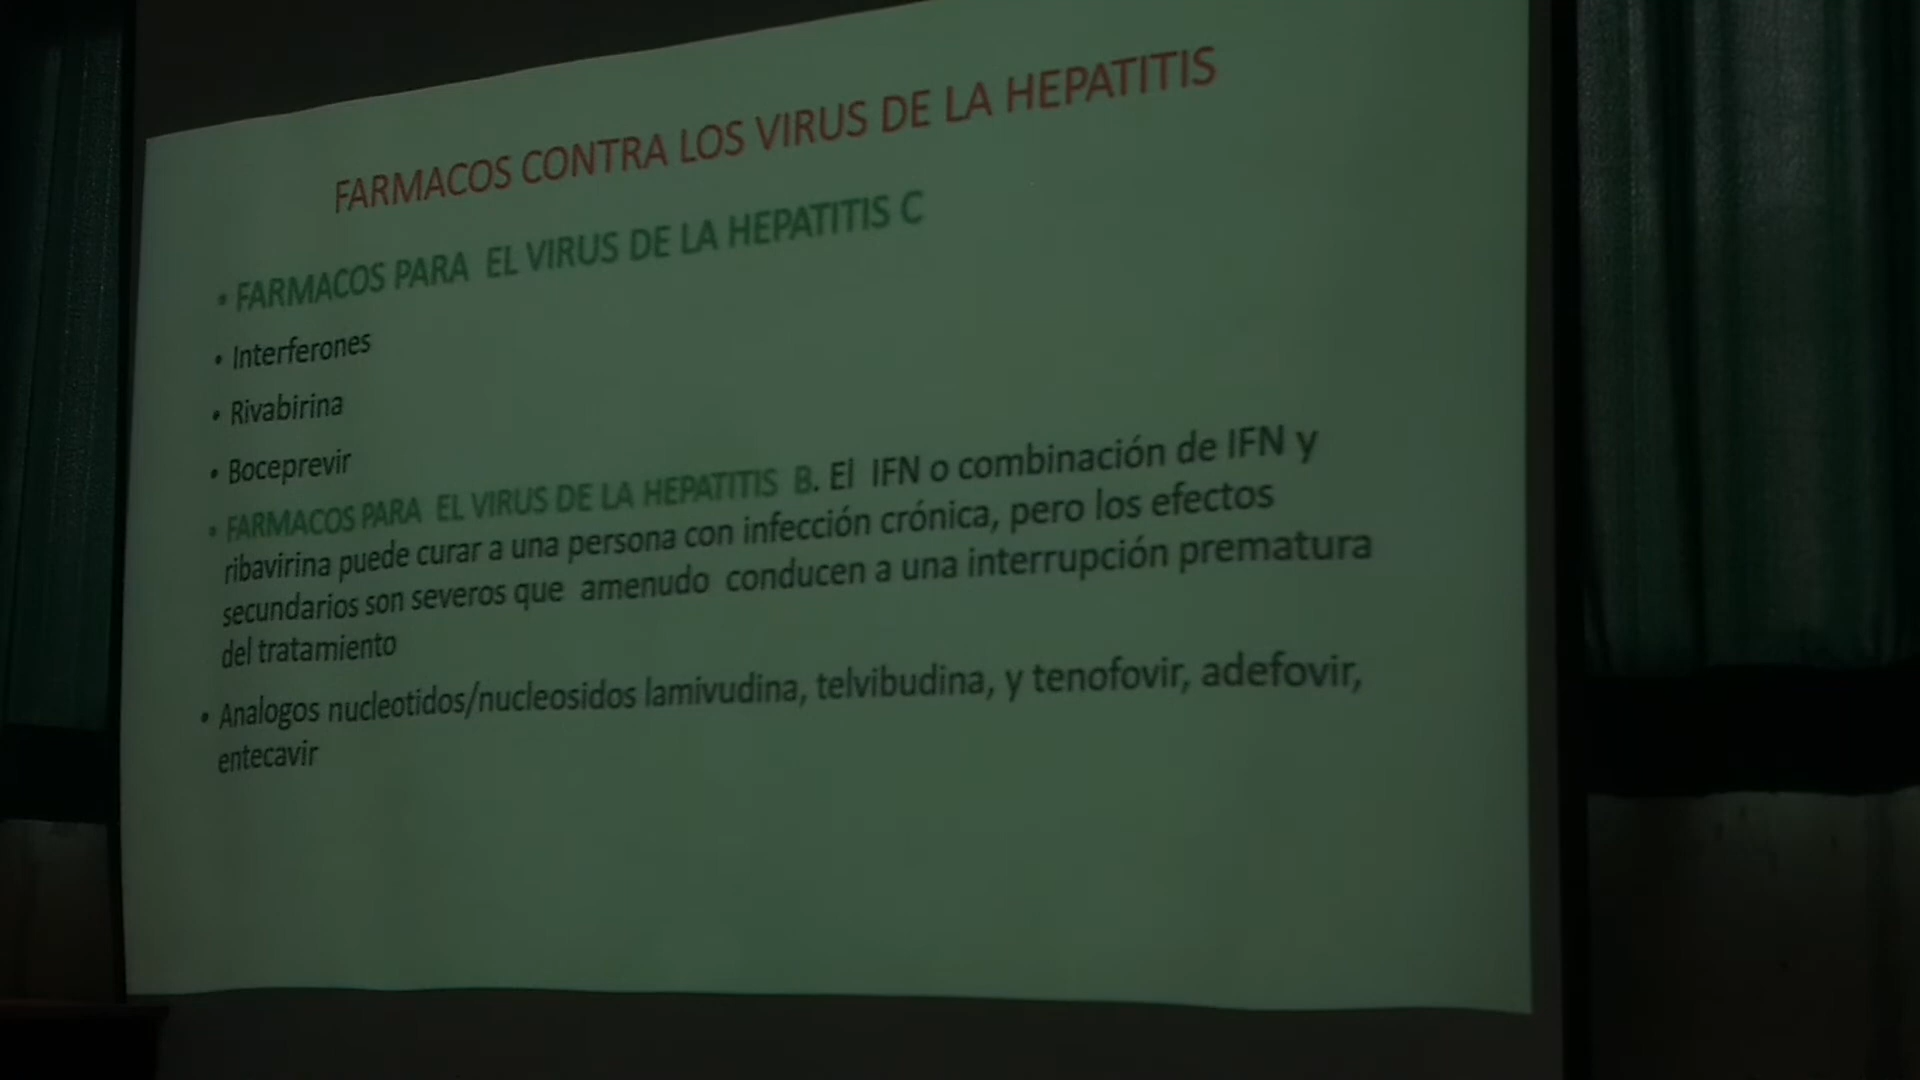 FARMACOS CONTRA LOS VIRUS DE LA HEPATITIS
• FARMACOS PARA EL VIRUS DE LA HEPATITIS C
• Interferones
• Rivabirina
• Boceprevir
• FARMACOS PARA EL VIRUS DE LA HEPATITIS B. El IFN o combinación de IFN y
ribavirina puede curar a una persona con infección crónica, pero los efectos
secundarios son severos que amenudo conducen a una interrupción prematura
del tratamiento
• Analogos nucleotidos/nucleosidos lamivudina, telvibudina, y tenofovir, adefovir,
entecavir